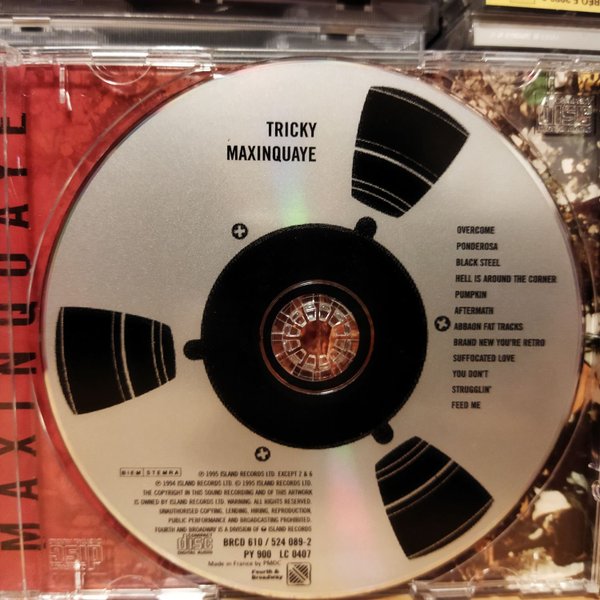 TRICKY
MAXINQUAYE
OVERCOME
PONDEROSA
BLACK STEEL
HELL IS AROUND THE CORNER
PUMPKIN
AFTERMATH
ABBAON FAT TRACKS
BRAND NEW YOU'RE RETRO
SUFFOCATED LOVE
YOU DON'T
STRUGGLIN'
FEED ME
MAXINQUAYE
BIEM STEMRA
℗ 1995 ISLAND RECORDS LTD. EXCEPT 2 & 6
℗ 1994 ISLAND RECORDS LTD. © 1995 ISLAND RECORDS LTD.
THE COPYRIGHT IN THIS SOUND RECORDING AND OF THIS ARTWORK
IS OWNED BY ISLAND RECORDS LTD. WARNING. ALL RIGHTS RESERVED.
UNAUTHORISED COPYING, LENDING, HIRING, REPRODUCTION,
PUBLIC PERFORMANCE AND BROADCASTING PROHIBITED.
FOURTH AND BROADWAY IS A DIVISION OF ISLAND RECORDS
COMPACT
disc
DIGITAL AUDIO
BRCD 610 / 524 089-2
PY 900 LC 0407
Made in France by PMDC
Fourth &
Broadway
disc
disc